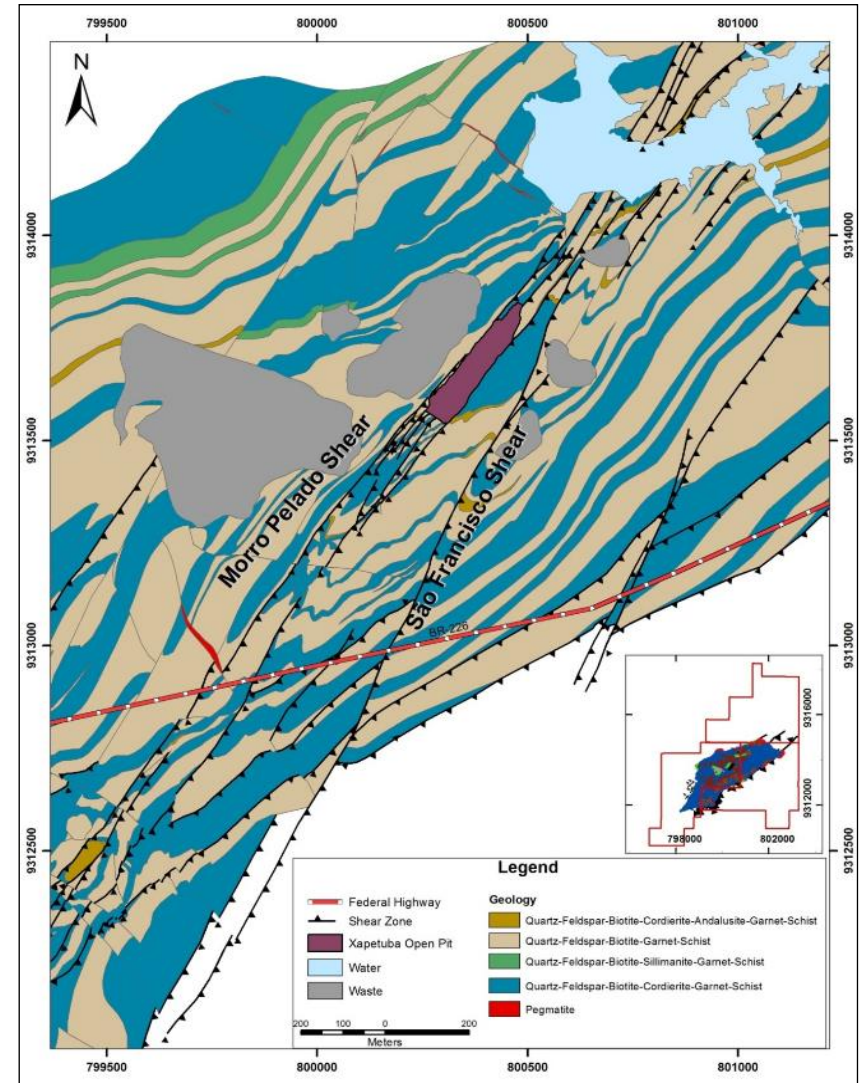 799500 800000 800500 801000
N
9314000
9314000
9313500
9313500
Morro Pelado Shear
São Francisco Shear
BR-226
9313000
9313000
9316000
9312000
798000 802000
9312500
9312500
Legend
Federal Highway
Shear Zone
Xapetuba Open Pit
Water
Waste
200 100 0 200
Meters
Geology
Quartz-Feldspar-Biotite-Cordierite-Andalusite-Garnet-Schist
Quartz-Feldspar-Biotite-Garnet-Schist
Quartz-Feldspar-Biotite-Sillimanite-Garnet-Schist
Quartz-Feldspar-Biotite-Cordierite-Garnet-Schist
Pegmatite
799500 800000 800500 801000